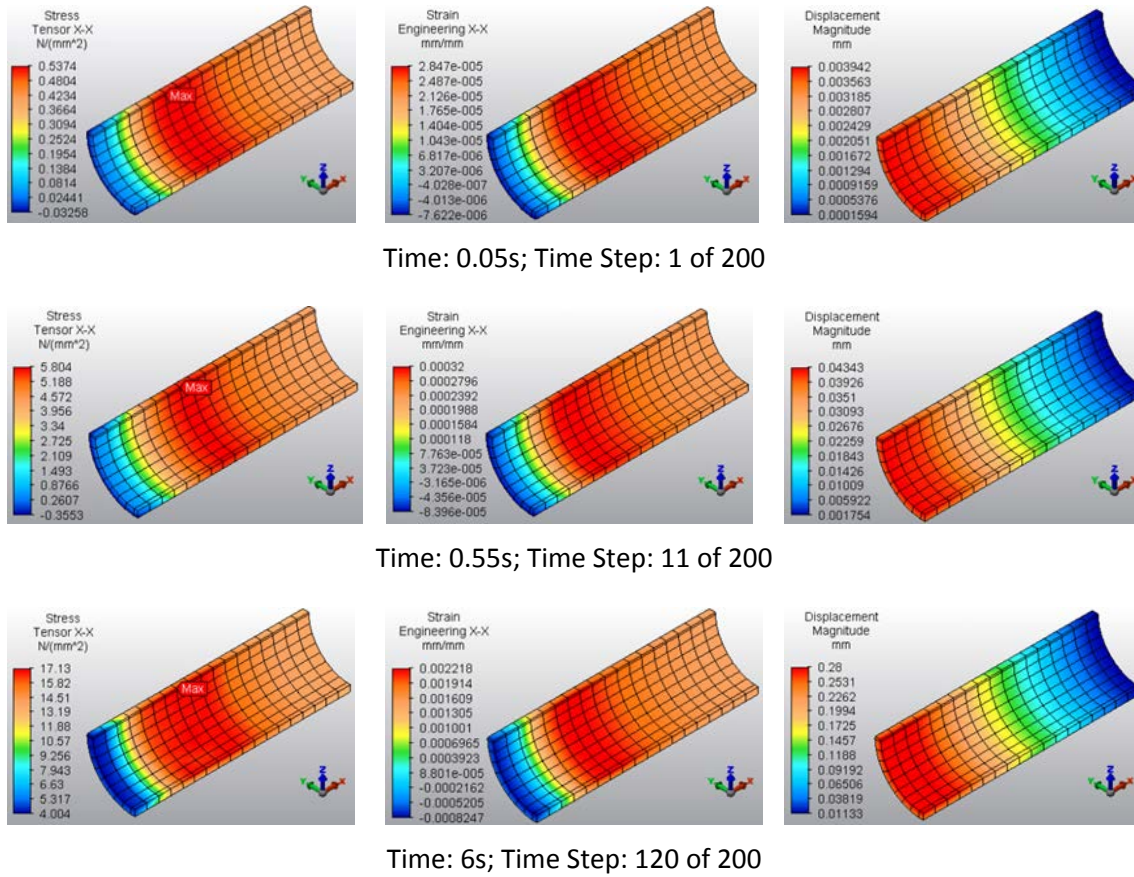 Stress
Tensor X-X
N/(mm^2)
0.5374
0.4804
0.4234
0.3664
0.3094
0.2524
0.1954
0.1384
0.0814
0.02441
-0.03258
Max
Z
Y
X
Strain
Engineering X-X
mm/mm
2.847e-005
2.487e-005
2.126e-005
1.765e-005
1.404e-005
1.043e-005
6.817e-006
3.207e-006
-4.028e-007
-4.013e-006
-7.622e-006
Z
Y
X
Displacement
Magnitude
mm
0.003942
0.003563
0.003185
0.002807
0.002429
0.002051
0.001672
0.001294
0.0009159
0.0005376
0.0001594
Z
Y
X
Time: 0.05s; Time Step: 1 of 200
Stress
Tensor X-X
N/(mm^2)
5.804
5.188
4.572
3.956
3.34
2.725
2.109
1.493
0.8766
0.2607
-0.3553
Max
Z
Y
X
Strain
Engineering X-X
mm/mm
0.00032
0.0002796
0.0002392
0.0001988
0.0001584
0.000118
7.763e-005
3.723e-005
-3.165e-006
-4.356e-005
-8.396e-005
Z
Y
X
Displacement
Magnitude
mm
0.04343
0.03926
0.0351
0.03093
0.02676
0.02259
0.01843
0.01426
0.01009
0.005922
0.001754
Z
Y
X
Time: 0.55s; Time Step: 11 of 200
Stress
Tensor X-X
N/(mm^2)
17.13
15.82
14.51
13.19
11.88
10.57
9.256
7.943
6.63
5.317
4.004
Max
Z
Y
X
Strain
Engineering X-X
mm/mm
0.002218
0.001914
0.001609
0.001305
0.001001
0.0006965
0.0003923
8.801e-005
-0.0002162
-0.0005205
-0.0008247
Z
Y
X
Displacement
Magnitude
mm
0.28
0.2531
0.2262
0.1994
0.1725
0.1457
0.1188
0.09192
0.06506
0.03819
0.01133
Z
Y
X
Time: 6s; Time Step: 120 of 200